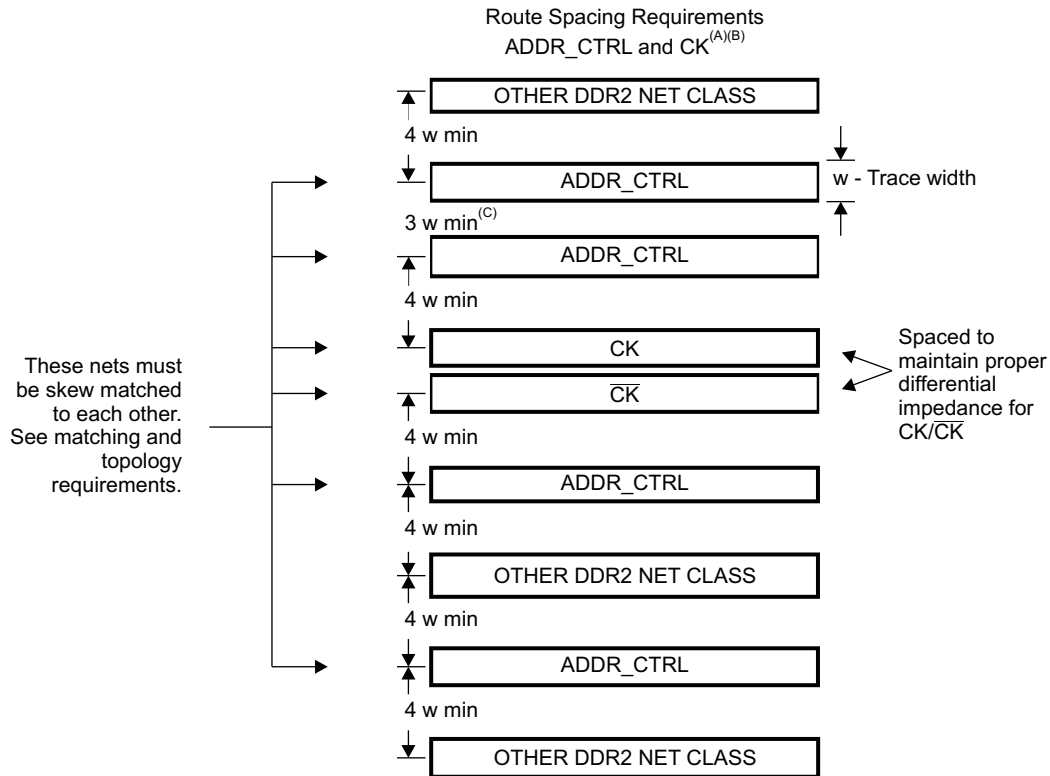 Route Spacing Requirements
ADDR_CTRL and CK(A)(B)
OTHER DDR2 NET CLASS
4 w min
ADDR_CTRL
w - Trace width
3 w min(C)
ADDR_CTRL
4 w min
CK
C̅K̅
Spaced to
maintain proper
differential
impedance for
CK/C̅K̅
These nets must
be skew matched
to each other.
See matching and
topology
requirements.
4 w min
ADDR_CTRL
4 w min
OTHER DDR2 NET CLASS
4 w min
ADDR_CTRL
4 w min
OTHER DDR2 NET CLASS